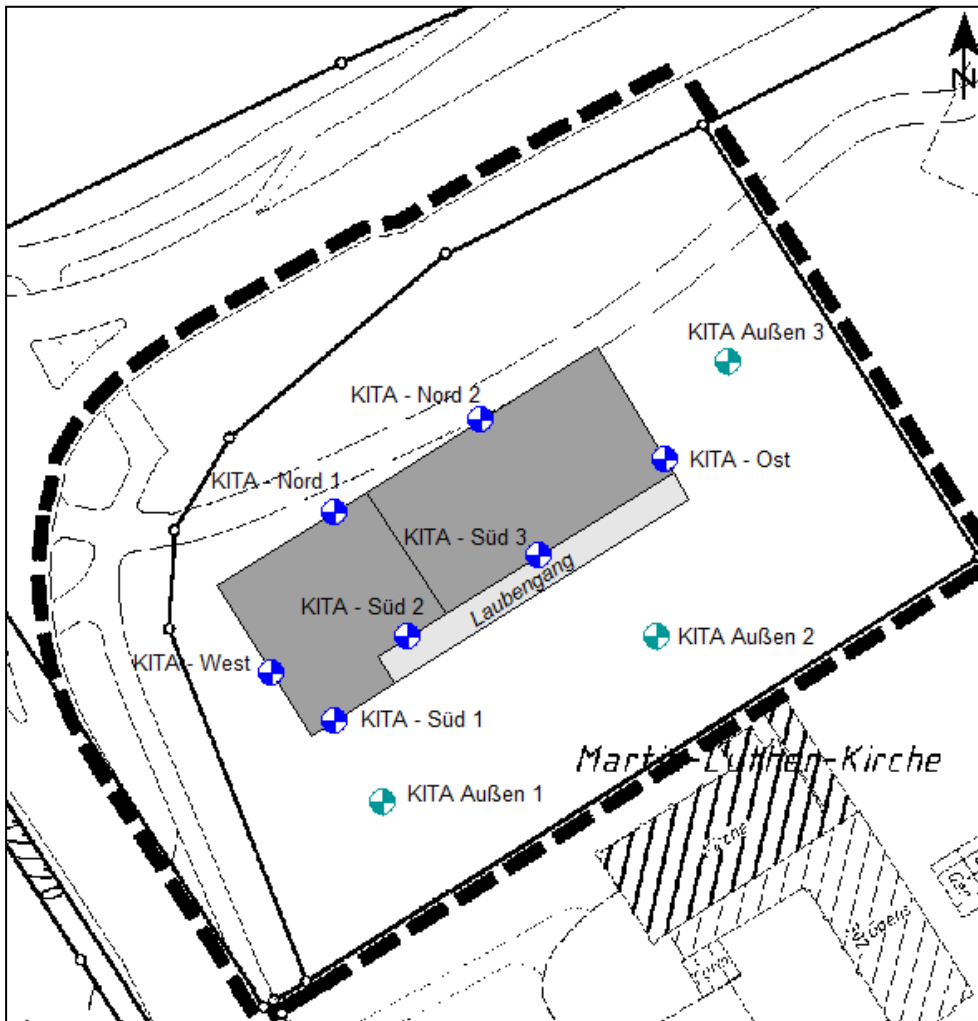 N
KITA Außen 3
KITA - Nord 2
KITA - Ost
KITA - Nord 1
KITA - Süd 3
Laubengang
KITA - Süd 2
KITA Außen 2
KITA - West
KITA - Süd 1
KITA Außen 1